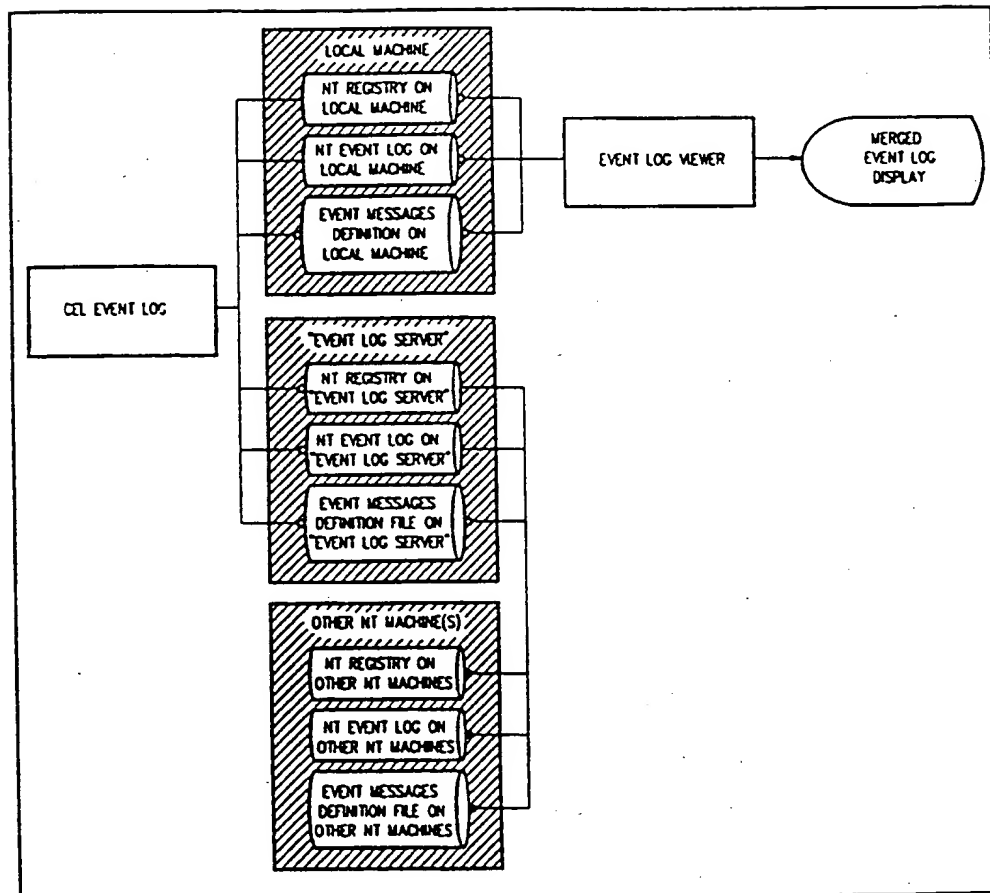 LOCAL MACHINE
NT REGISTRY ON
LOCAL MACHINE
NT EVENT LOG ON
LOCAL MACHINE
EVENT MESSAGES
DEFINITION ON
LOCAL MACHINE
EVENT LOG VIEWER
MERGED
EVENT LOG
DISPLAY
CEL EVENT LOG
"EVENT LOG SERVER"
NT REGISTRY ON
"EVENT LOG SERVER"
NT EVENT LOG ON
"EVENT LOG SERVER"
EVENT MESSAGES
DEFINITION FILE ON
"EVENT LOG SERVER"
OTHER NT MACHINE(S)
NT REGISTRY ON
OTHER NT MACHINES
NT EVENT LOG ON
OTHER NT MACHINES
EVENT MESSAGES
DEFINITION FILE ON
OTHER NT MACHINES